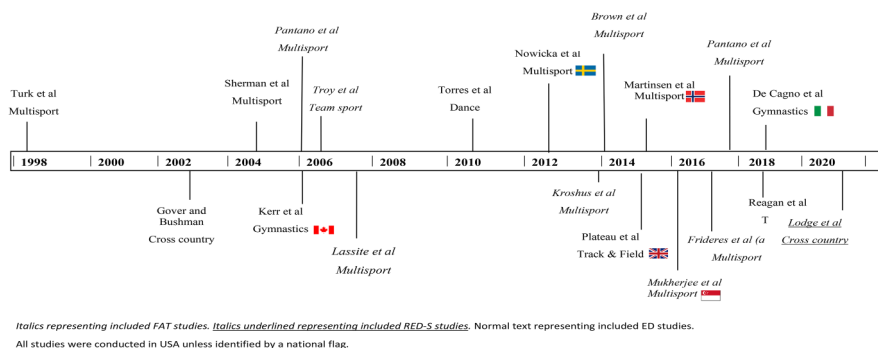 Pantano et al
Multisport
Brown et al
Multisport
Nowicka et al
Multisport
Pantano et al
Multisport
Turk et al
Multisport
Sherman et al
Multisport
Troy et al
Team sport
Torres et al
Dance
Martinsen et al
Multisport
De Cagno et al
Gymnastics
1998 2000 2002 2004 2006 2008 2010 2012 2014 2016 2018 2020
Gover and
Bushman
Cross country
Kerr et al
Gymnastics
Lassite et al
Multisport
Kroshus et al
Multisport
Plateau et al
Track & Field
Mukherjee et al
Multisport
Frideres et al (a
Multisport
Reagan et al
T
Lodge et al
Cross country
Italics representing included FAT studies. Italics underlined representing included RED-S studies. Normal text representing included ED studies.
All studies were conducted in USA unless identified by a national flag.